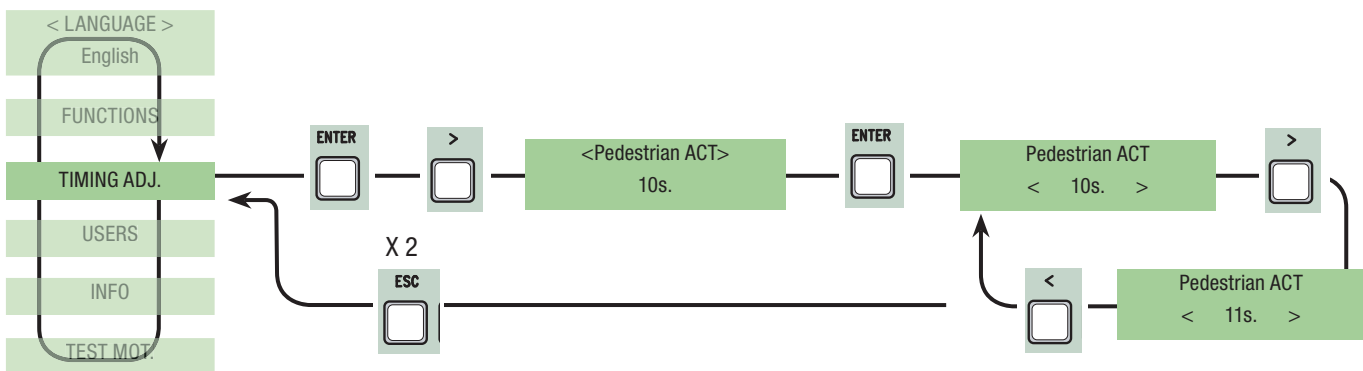 < LANGUAGE >
English
FUNCTIONS
TIMING ADJ.
USERS
INFO
TEST MOT.
ENTER
>
<Pedestrian ACT>
10s.
ENTER
Pedestrian ACT
< 10s. >
>
X 2
ESC
<
Pedestrian ACT
< 11s. >